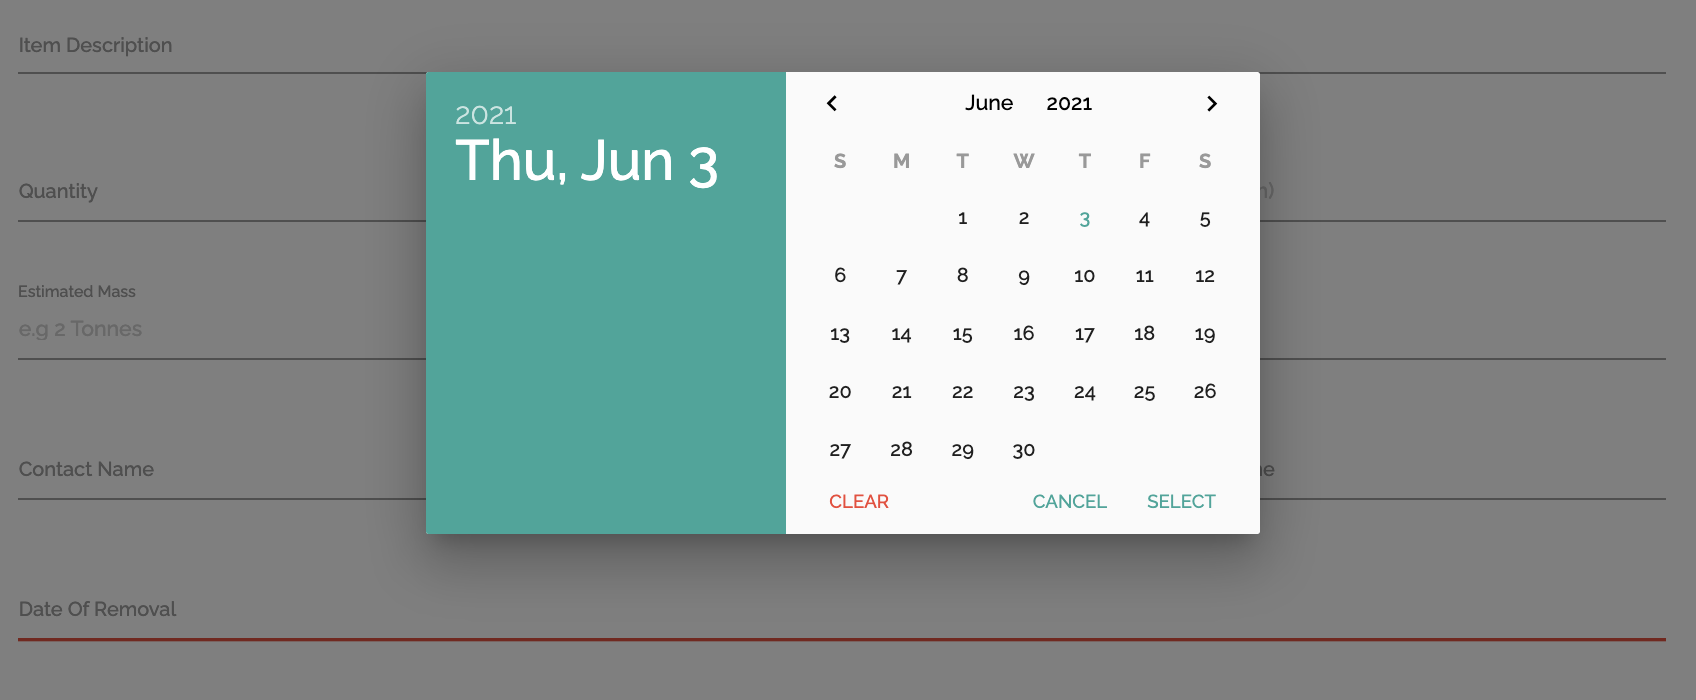 Item Description
2021
Thu, Jun 3
June 2021
S M T W T F S
1 2 3 4 5
6 7 8 9 10 11 12
13 14 15 16 17 18 19
20 21 22 23 24 25 26
27 28 29 30
CLEAR CANCEL SELECT
Quantity
Estimated Mass
e.g 2 Tonnes
Contact Name
Date Of Removal